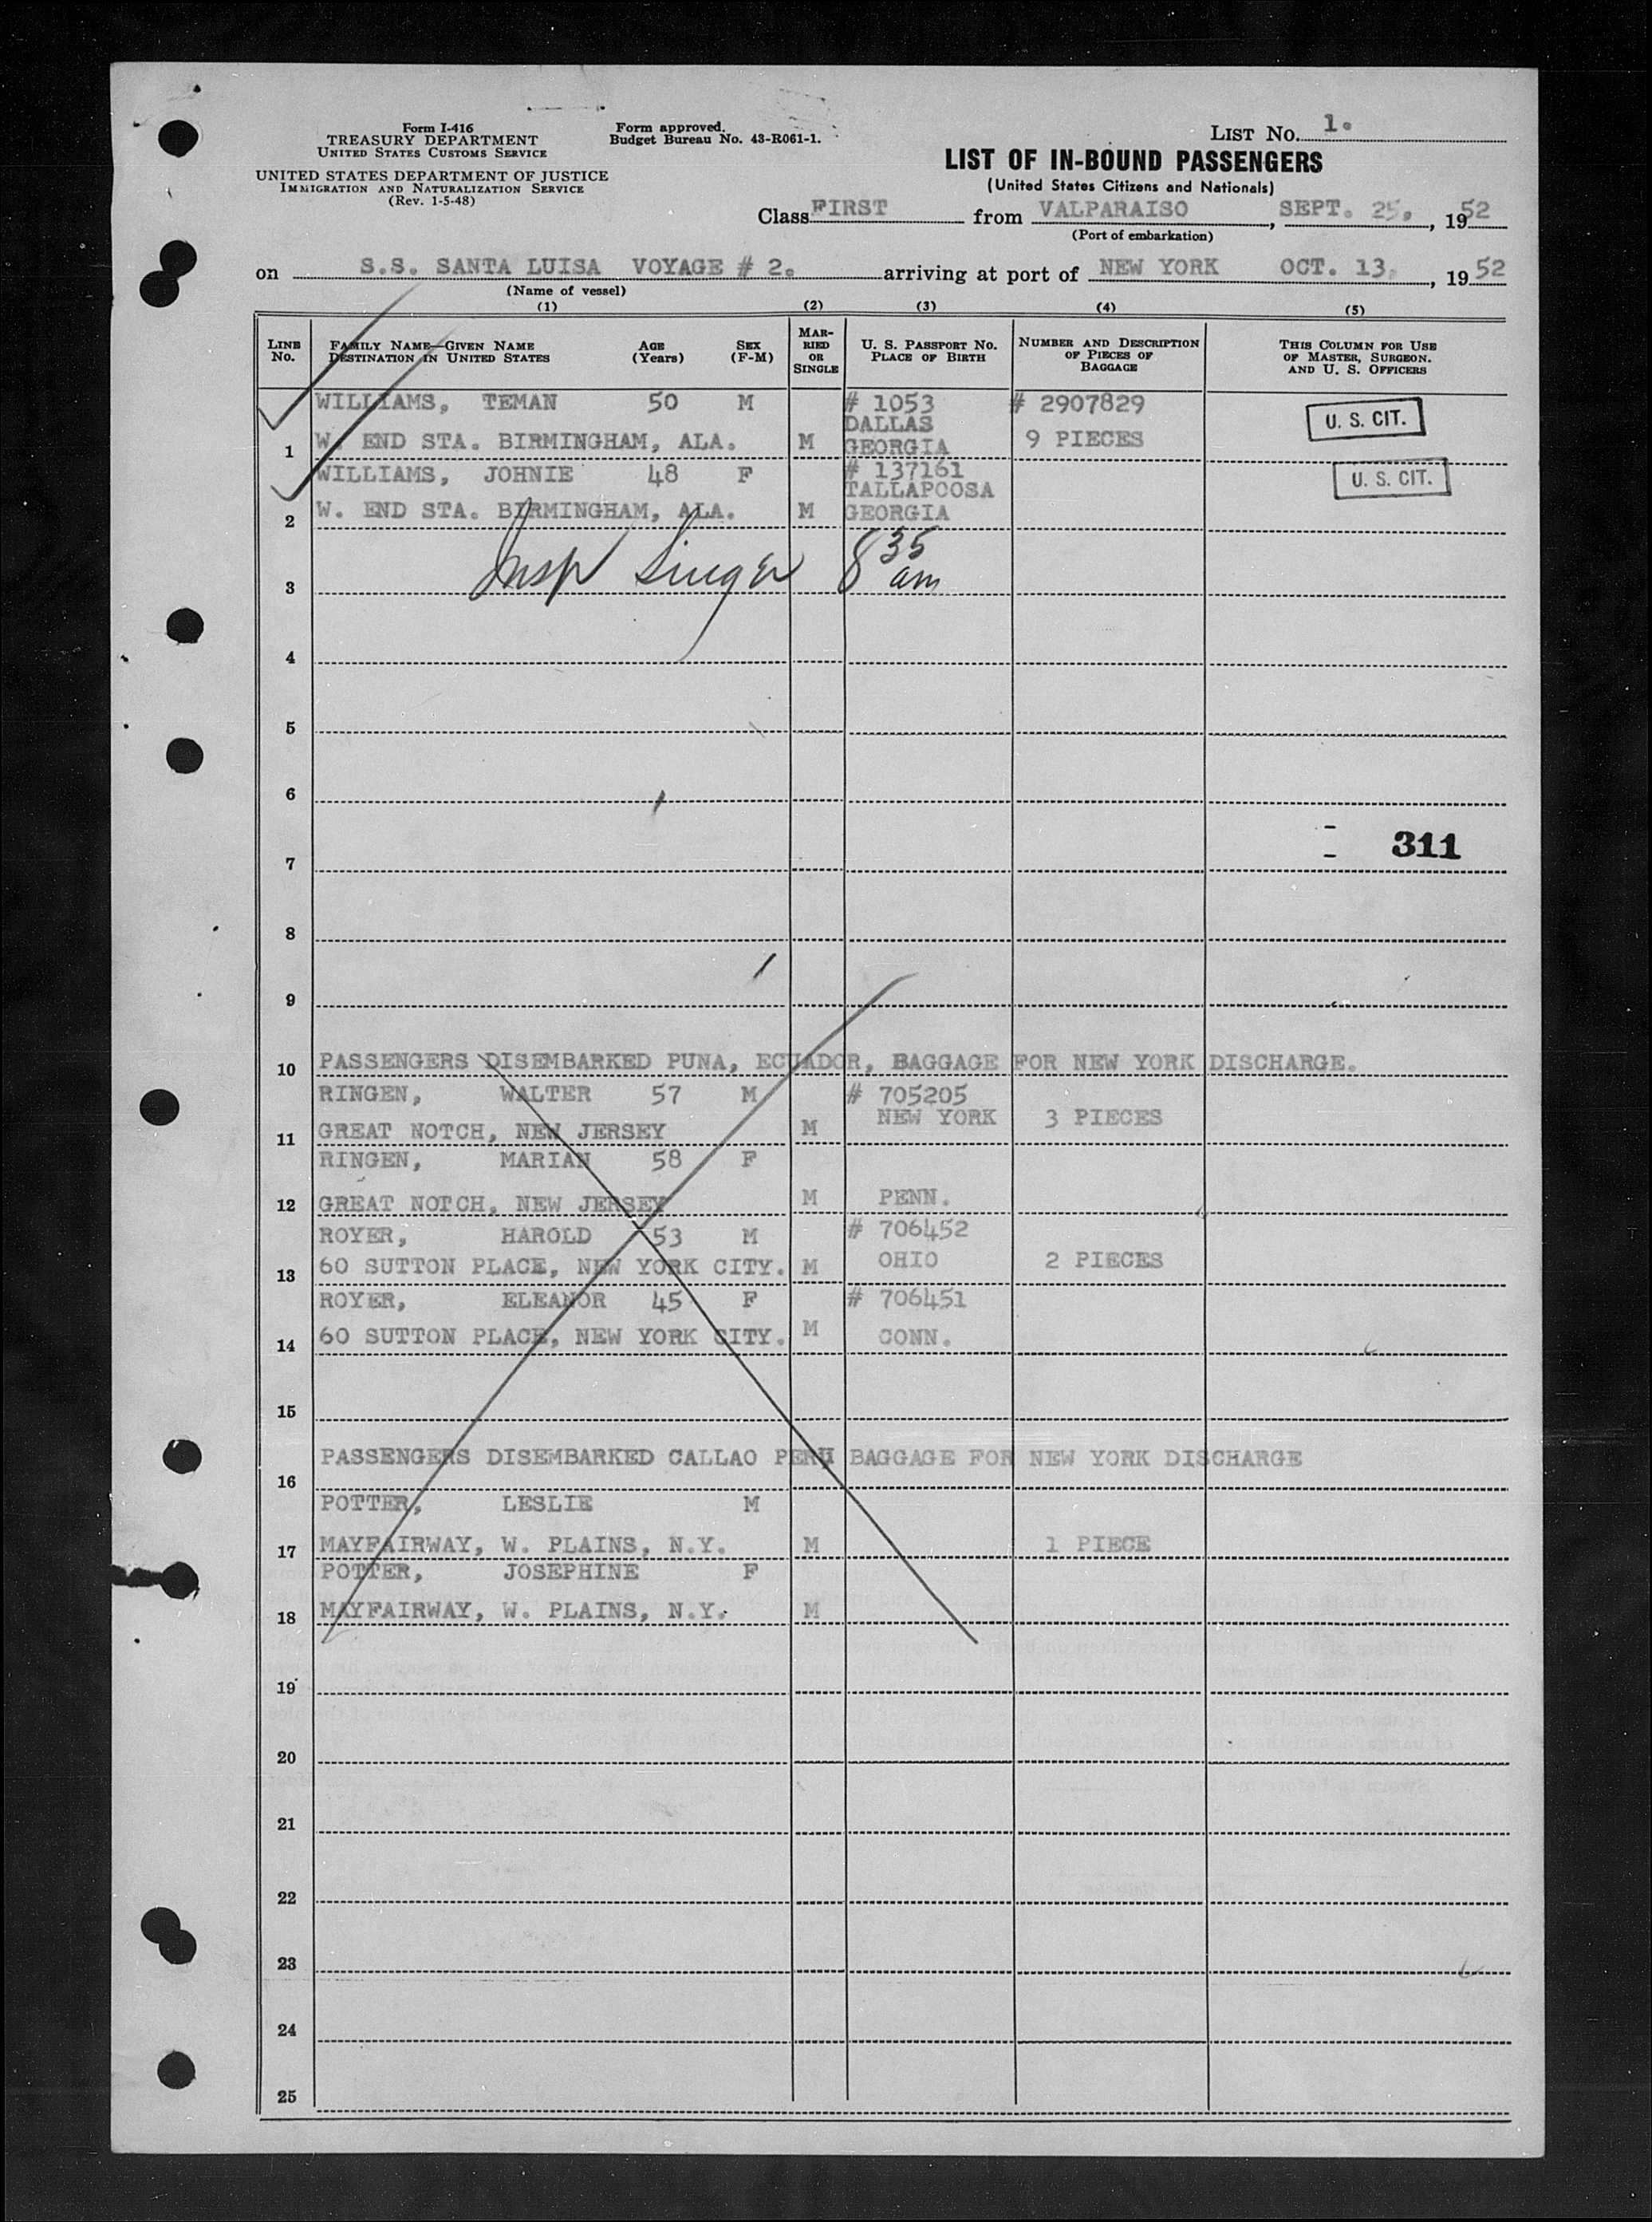 Form I-416
TREASURY DEPARTMENT
UNITED STATES CUSTOMS SERVICE
UNITED STATES DEPARTMENT OF JUSTICE
IMMIGRATION AND NATURALIZATION SERVICE
(Rev. 1-5-48)
Form approved.
Budget Bureau No. 43-R061-1.
LIST No. 1.
LIST OF IN-BOUND PASSENGERS
(United States Citizens and Nationals)
Class FIRST from VALPARAISO, SEPT. 25, 1952
(Port of embarkation)
on S.S. SANTA LUISA VOYAGE # 2. arriving at port of NEW YORK OCT. 13, 1952
(Name of vessel)
(1) (2) (3) (4) (5)
LINE No.
FAMILY NAME—GIVEN NAME
DESTINATION IN UNITED STATES
AGE (Years)
SEX (F-M)
MARRIED OR SINGLE
U. S. PASSPORT NO.
PLACE OF BIRTH
NUMBER AND DESCRIPTION OF PIECES OF BAGGAGE
THIS COLUMN FOR USE OF MASTER, SURGEON. AND U. S. OFFICERS
WILLIAMS, TEMAN 50 M # 1053 # 2907829 U. S. CIT.
DALLAS
1 W. END STA. BIRMINGHAM, ALA. M GEORGIA 9 PIECES
WILLIAMS, JOHNIE 48 F # 137161 U. S. CIT.
TALLAPOOSA
2 W. END STA. BIRMINGHAM, ALA. M GEORGIA
3 Insp Singer 8 35 am
4
5
6
7 311
8
9
10 PASSENGERS DISEMBARKED PUNA, ECUADOR, BAGGAGE FOR NEW YORK DISCHARGE.
RINGEN, WALTER 57 M # 705205
11 GREAT NOTCH, NEW JERSEY M NEW YORK 3 PIECES
RINGEN, MARIAN 58 F
12 GREAT NOTCH, NEW JERSEY M PENN.
ROYER, HAROLD 53 M # 706452
13 60 SUTTON PLACE, NEW YORK CITY. M OHIO 2 PIECES
ROYER, ELEANOR 45 F # 706451
14 60 SUTTON PLACE, NEW YORK CITY. M CONN.
15
16 PASSENGERS DISEMBARKED CALLAO PERU BAGGAGE FOR NEW YORK DISCHARGE
POTTER, LESLIE M
17 MAYFAIRWAY, W. PLAINS, N.Y. M 1 PIECE
POTTER, JOSEPHINE F
18 MAYFAIRWAY, W. PLAINS, N.Y. M
19
20
21
22
23
24
25